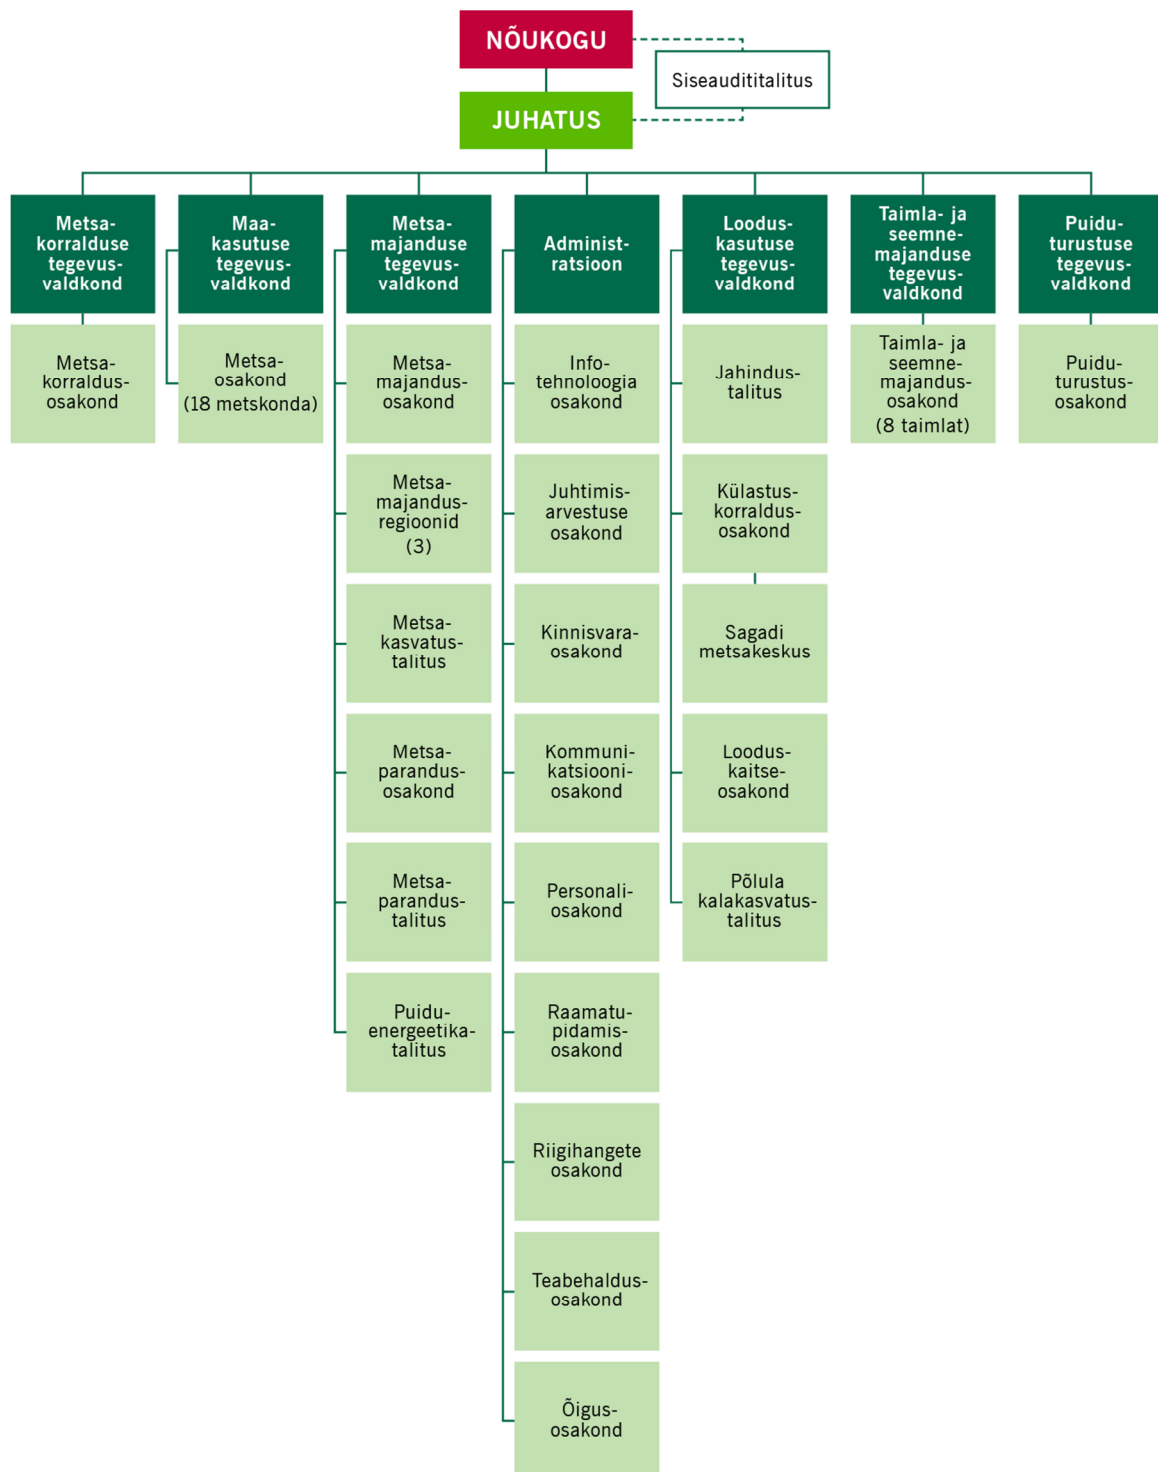 NÕUKOGU
Siseaudititalitus
JUHATUS
Metsa-
korralduse
tegevus-
valdkond
Metsa-
korraldus-
osakond
Maa-
kasutuse
tegevus-
valdkond
Metsa-
osakond
(18 metskonda)
Metsa-
majanduse
tegevus-
valdkond
Metsa-
majandus-
osakond
Metsa-
majandus-
regioonid
(3)
Metsa-
kasvatus-
talitus
Metsa-
parandus-
osakond
Metsa-
parandus-
talitus
Puidu-
energeetika-
talitus
Administ-
ratsioon
Info-
tehnoloogia
osakond
Juhtimis-
arvestuse
osakond
Kinnisvara-
osakond
Kommuni-
katsiooni-
osakond
Personali-
osakond
Raamatu-
pidamis-
osakond
Riigihangete
osakond
Teabehaldus-
osakond
Õigus-
osakond
Loodus-
kasutuse
tegevus-
valdkond
Jahindus-
talitus
Külastus-
korraldus-
osakond
Sagadi
metsakeskus
Loodus-
kaitse-
osakond
Põlula
kalakasvatus-
talitus
Taimla- ja
seemne-
majanduse
tegevus-
valdkond
Taimla- ja
seemne-
majandus-
osakond
(8 taimlat)
Puidu-
turustuse
tegevus-
valdkond
Puidu-
turustus-
osakond